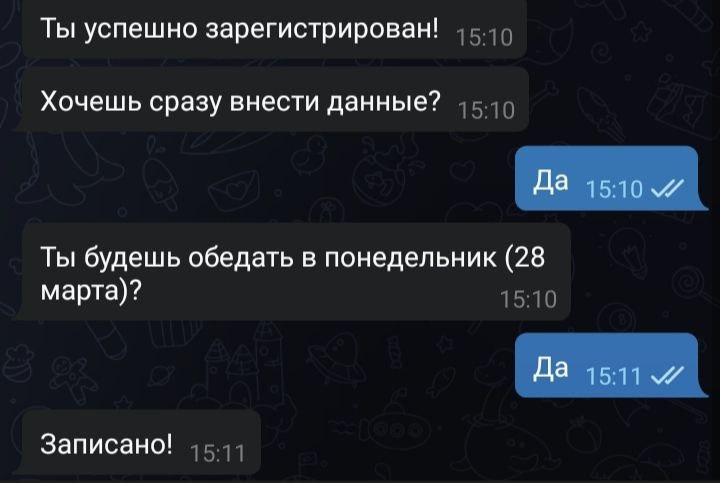 Ты успешно зарегистрирован! 15:10
Хочешь сразу внести данные? 15:10
Да 15:10
Ты будешь обедать в понедельник (28
марта)? 15:10
Да 15:11
Записано! 15:11